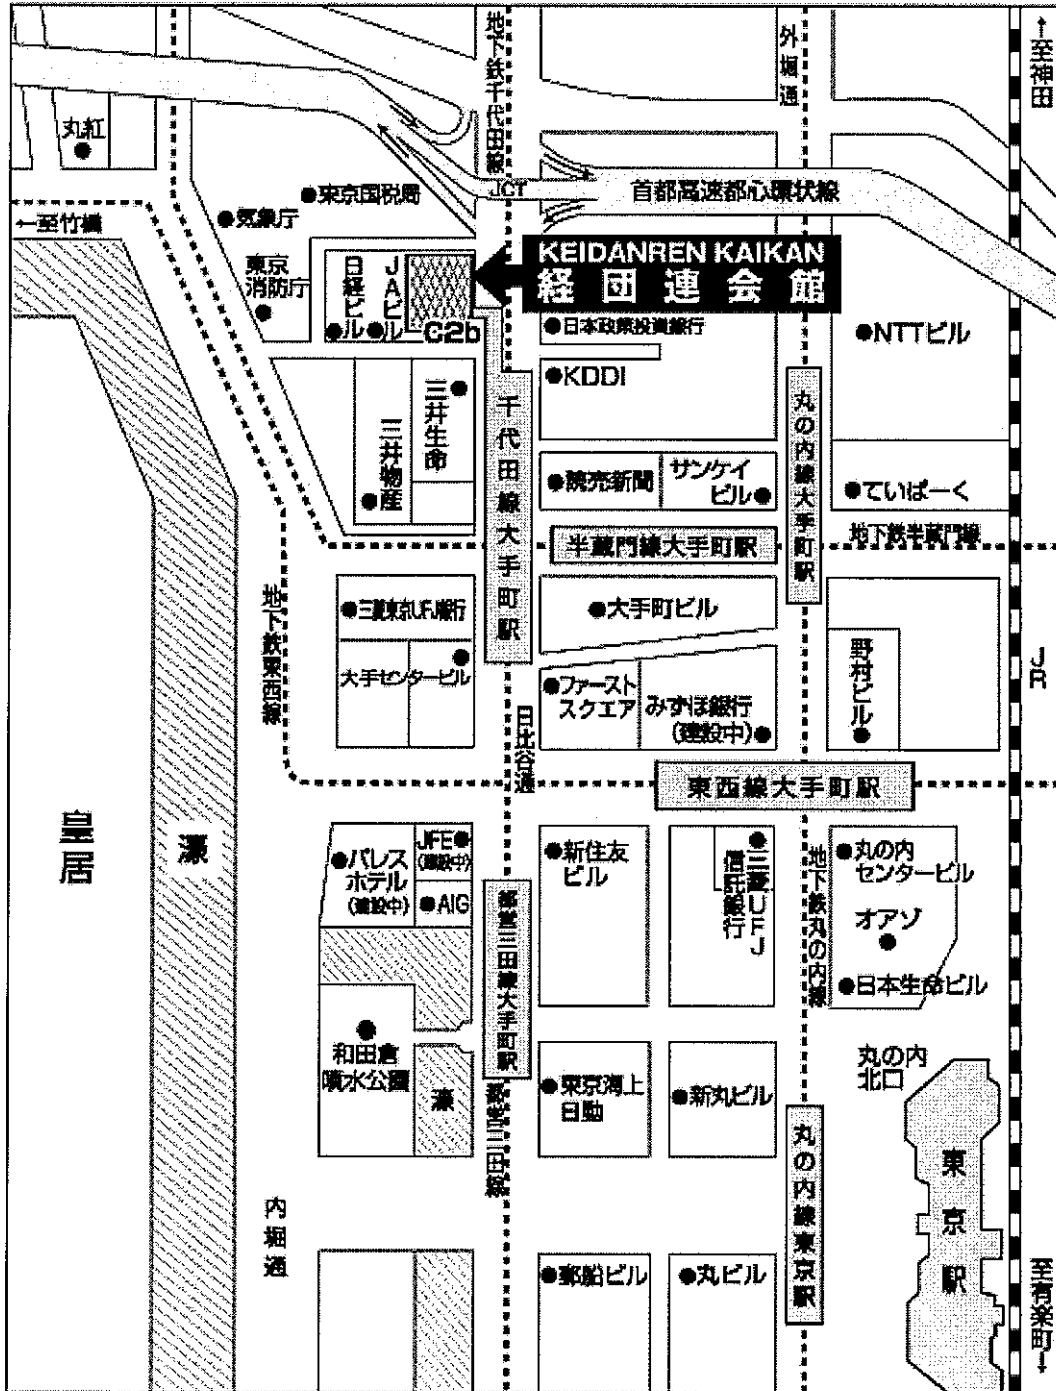 地下鉄千代田線
外堀通
←至神田
丸紅
JCT
首都高速都心環状線
●東京国税局
●気象庁
←至竹橋
東京
消防庁
日経ビル
JAビル
C2b
KEIDANREN KAIKAN
経団連会館
●日本政策投資銀行
●NTTビル
●KDDI
三井生命
三井物産
千代田線大手町駅
丸の内線大手町駅
●読売新聞
サンケイ
ビル●
●ていぱーく
半蔵門線大手町駅
地下鉄半蔵門線
地下鉄東西線
●三菱東京UFJ銀行
●大手町ビル
大手センタービル
●ファースト
スクエア
みずほ銀行
(建設中)●
野村ビル
JR
日比谷通
東西線大手町駅
皇居
濠
●パレス
ホテル
(建設中)
JFE●
(建設中)
●AIG
都営三田線大手町駅
●新住友
ビル
三菱UFJ
信託銀行
地下鉄丸の内線
●丸の内
センタービル
オアゾ
●日本生命ビル
和田倉
噴水公園
濠
都営三田線
●東京海上
日動
●新丸ビル
丸の内
北口
丸の内線東京駅
東京駅
内堀通
●郵船ビル
●丸ビル
至有楽町→